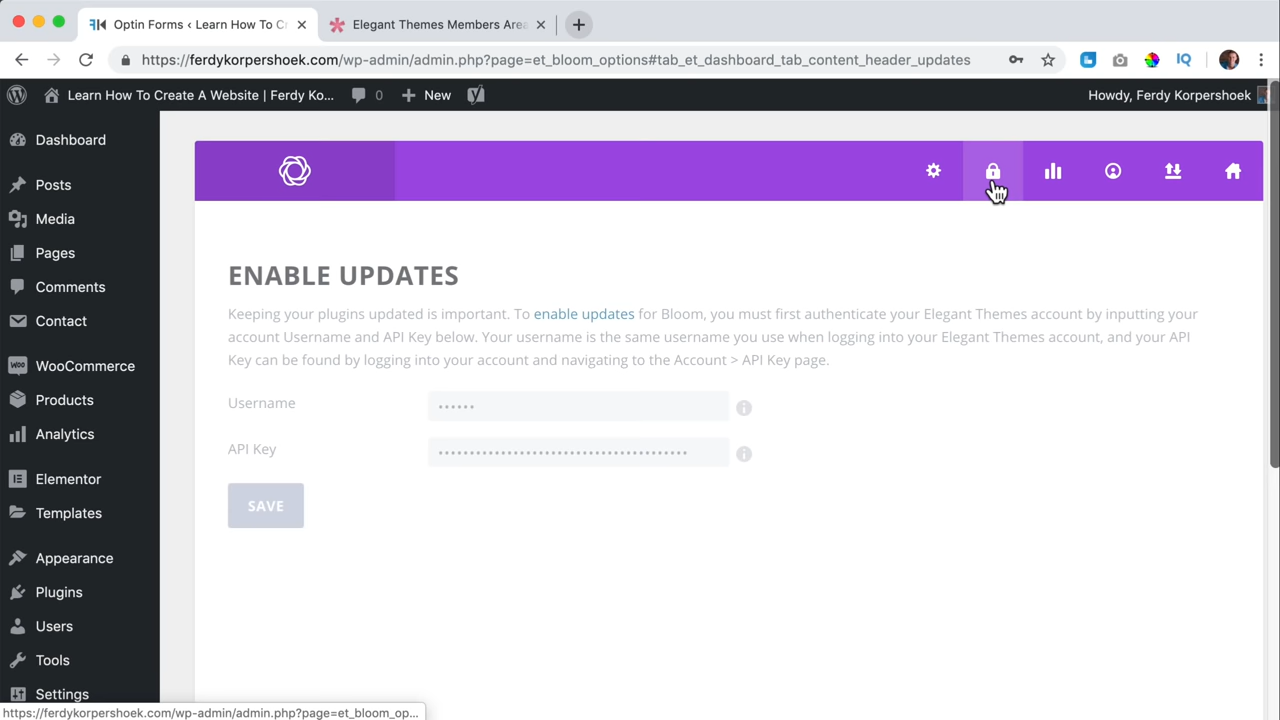 Optin Forms ‹ Learn How To Cr
Elegant Themes Members Area
https://ferdykorpershoek.com/wp-admin/admin.php?page=et_bloom_options#tab_et_dashboard_tab_content_header_updates
Learn How To Create A Website | Ferdy Ko...
0
New
Howdy, Ferdy Korpershoek
Dashboard
Posts
Media
Pages
Comments
Contact
WooCommerce
Products
Analytics
Elementor
Templates
Appearance
Plugins
Users
Tools
Settings
ENABLE UPDATES
Keeping your plugins updated is important. To enable updates for Bloom, you must first authenticate your Elegant Themes account by inputting your
account Username and API Key below. Your username is the same username you use when logging into your Elegant Themes account, and your API
Key can be found by logging into your account and navigating to the Account > API Key page.
Username
API Key
SAVE
https://ferdykorpershoek.com/wp-admin/admin.php?page=et_bloom_op...